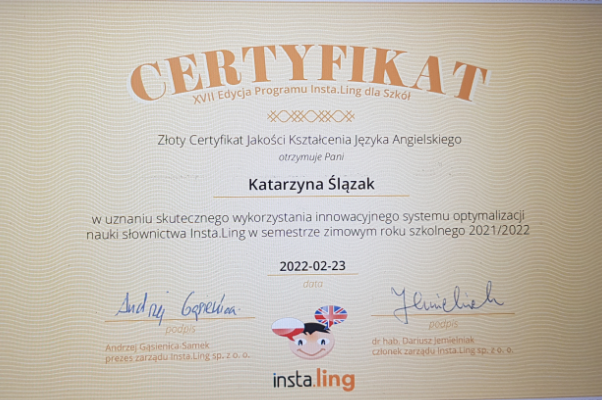 CERTYFIKAT
XVII Edycja Programu Insta.Ling dla Szkół
Złoty Certyfikat Jakości Kształcenia Języka Angielskiego
otrzymuje Pani
Katarzyna Ślązak
w uznaniu skutecznego wykorzystania innowacyjnego systemu optymalizacji
nauki słownictwa Insta.Ling w semestrze zimowym roku szkolnego 2021/2022
2022-02-23
data
Andrzej Gąsienica
podpis
Andrzej Gąsienica-Samek
prezes zarządu Insta.Ling sp. z o. o.
podpis
dr hab. Dariusz Jemielniak
członek zarządu Insta.Ling sp. z o. o.
insta.ling